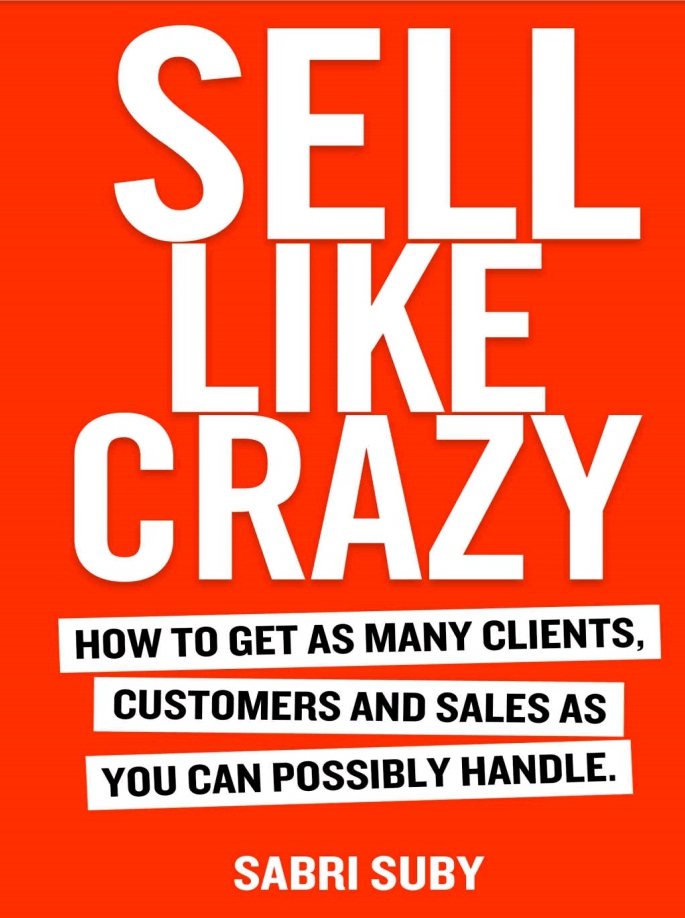 SELL
LIKE
CRAZY
HOW TO GET AS MANY CLIENTS,
CUSTOMERS AND SALES AS
YOU CAN POSSIBLY HANDLE.
SABRI SUBY